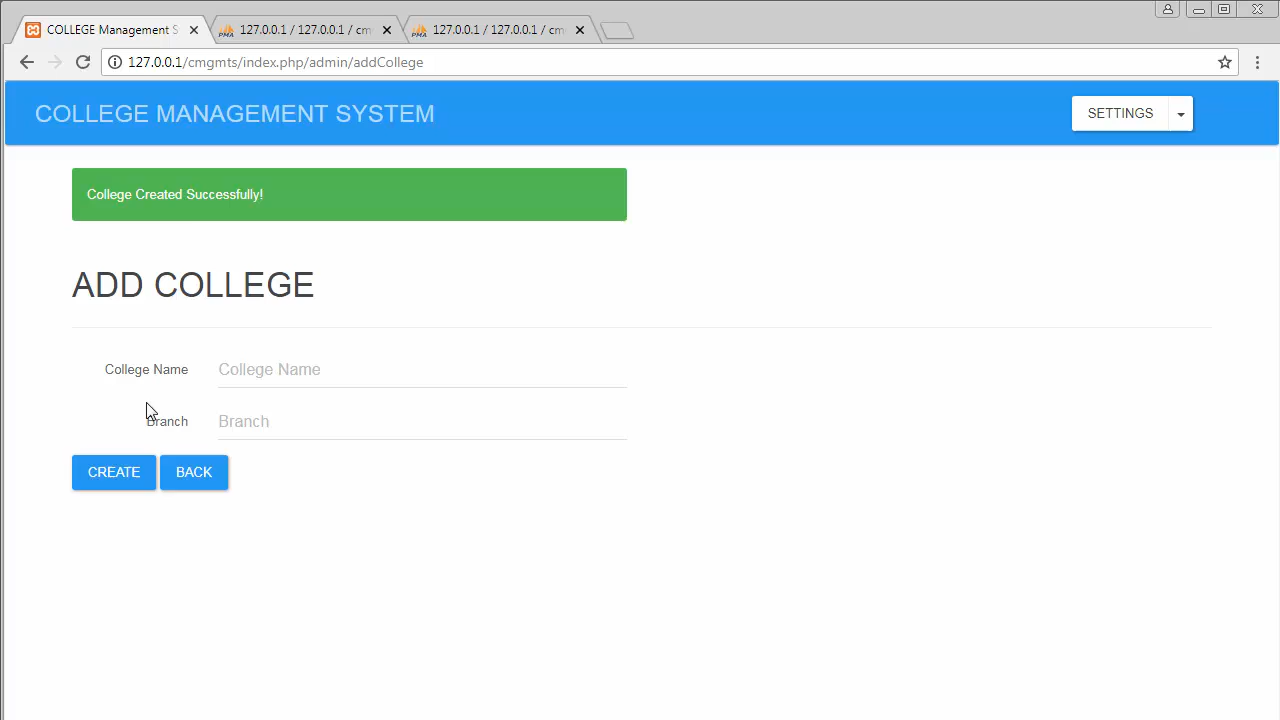 COLLEGE Management S
127.0.0.1 / 127.0.0.1 / cm
127.0.0.1 / 127.0.0.1 / cm
127.0.0.1/cmgmts/index.php/admin/addCollege
COLLEGE MANAGEMENT SYSTEM
SETTINGS
College Created Successfully!
ADD COLLEGE
College Name
College Name
Branch
Branch
CREATE
BACK